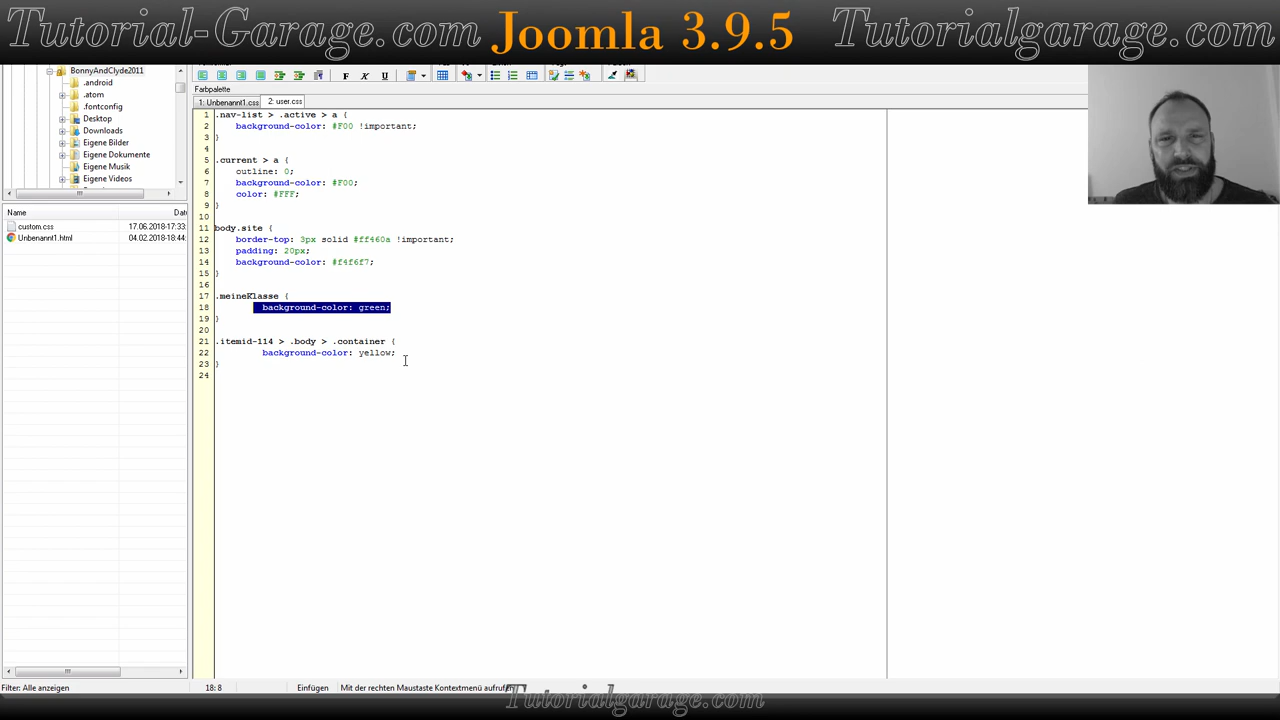 Tutorial-Garage.com
Joomla 3.9.5
Tutorialgarage.com
BonnyAndClyde2011
.android
.atom
.fontconfig
Desktop
Downloads
Eigene Bilder
Eigene Dokumente
Eigene Musik
Eigene Videos
Name
Datu
custom.css
17.06.2018-17:33:
Unbenannt1.html
04.02.2018-18:44:
Filter: Alle anzeigen
F
K
U
Farbpalette
1: Unbenannt1.css
2: user.css
1 .nav-list > .active > a {
2 background-color: #F00 !important;
3 }
4
5 .current > a {
6 outline: 0;
7 background-color: #F00;
8 color: #FFF;
9 }
10
11 body.site {
12 border-top: 3px solid #ff460a !important;
13 padding: 20px;
14 background-color: #f4f6f7;
15 }
16
17 .meineKlasse {
18 background-color: green;
19 }
20
21 .itemid-114 > .body > .container {
22 background-color: yellow;
23 }
24
18: 8
Einfügen
Mit der rechten Maustaste Kontextmenü aufrufen
Tutorialgarage.com